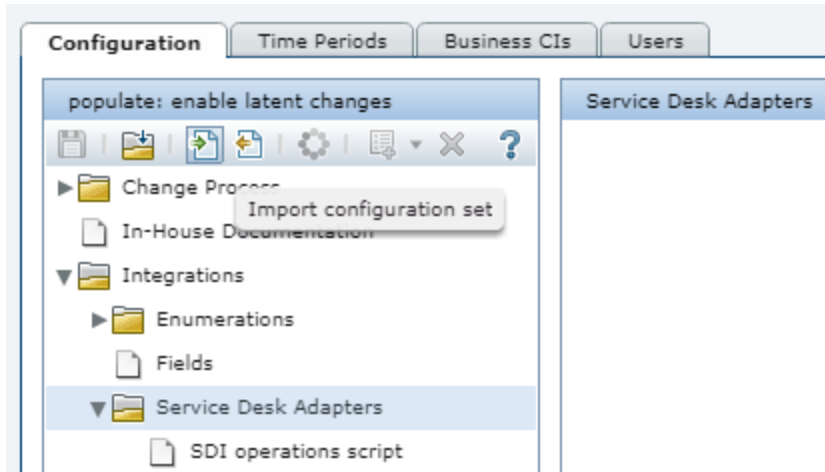 Configuration
Time Periods
Business CIs
Users
populate: enable latent changes
Service Desk Adapters
?
Change Process
Import configuration set
In-House Documentation
Integrations
Enumerations
Fields
Service Desk Adapters
SDI operations script